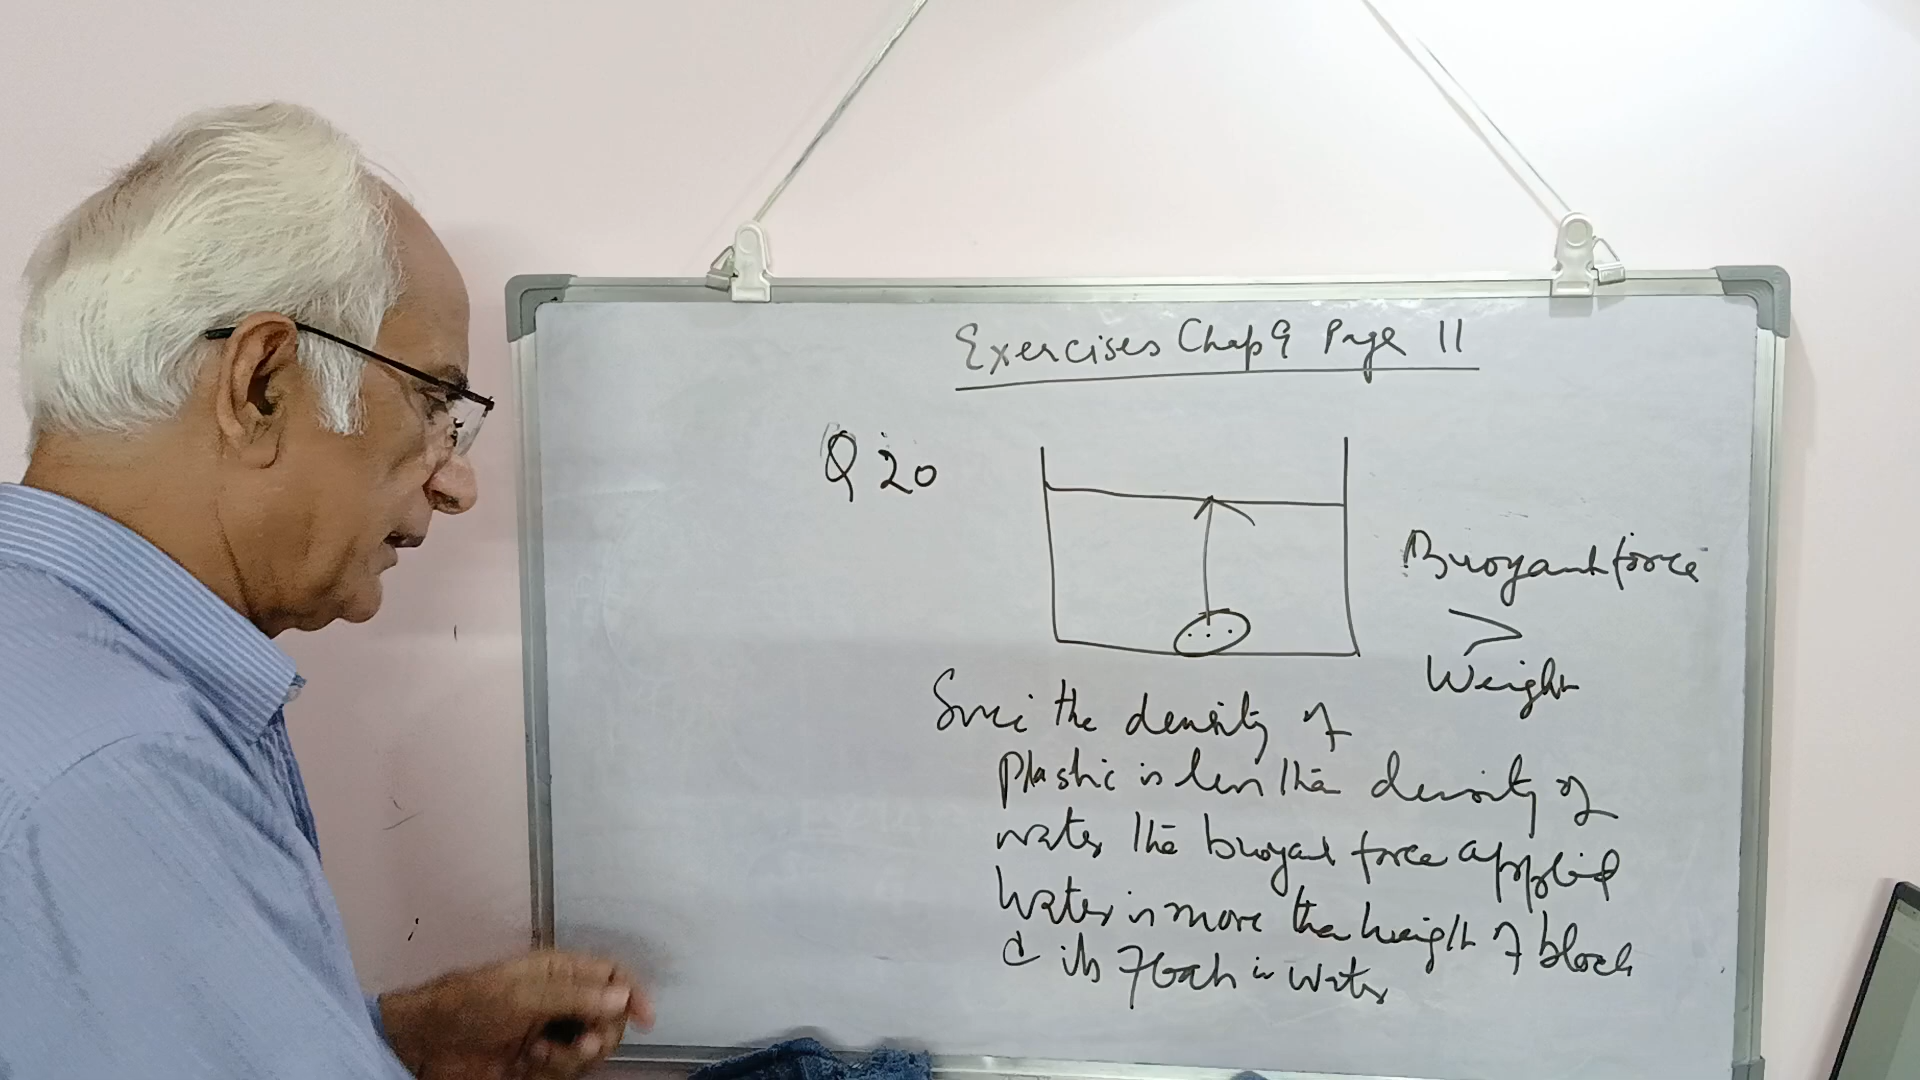 Exercises Chap 9 Page 11
Q 20
Buoyant force
>
Weight
Since the density of
Plastic is less than density of
water the buoyant force applied
Water is more than weight of block
& its float in water